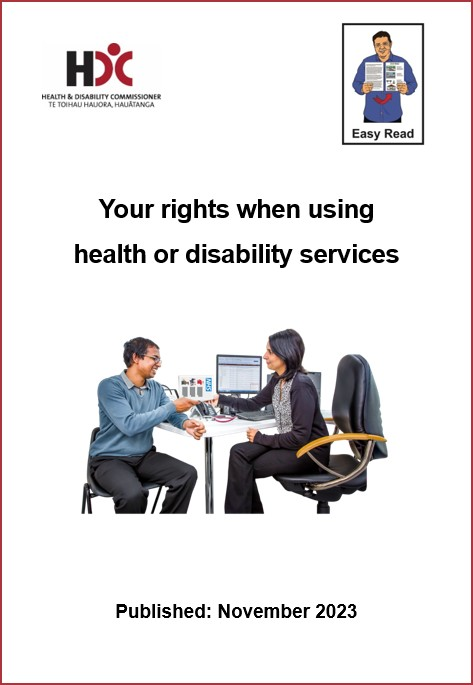 HDC
HEALTH & DISABILITY COMMISSIONER
TE TOIHAU HAUORA, HAUĀTANGA
Easy Read
Your rights when using
health or disability services
Published: November 2023